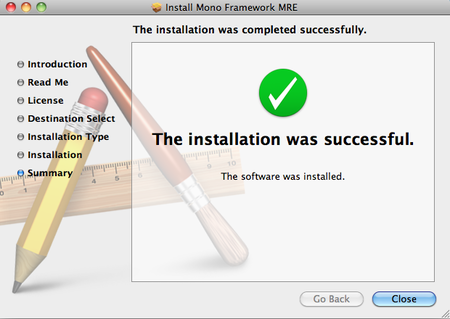 Install Mono Framework MRE
The installation was completed successfully.
Introduction
Read Me
License
Destination Select
Installation Type
Installation
Summary
The installation was successful.
The software was installed.
Go Back
Close